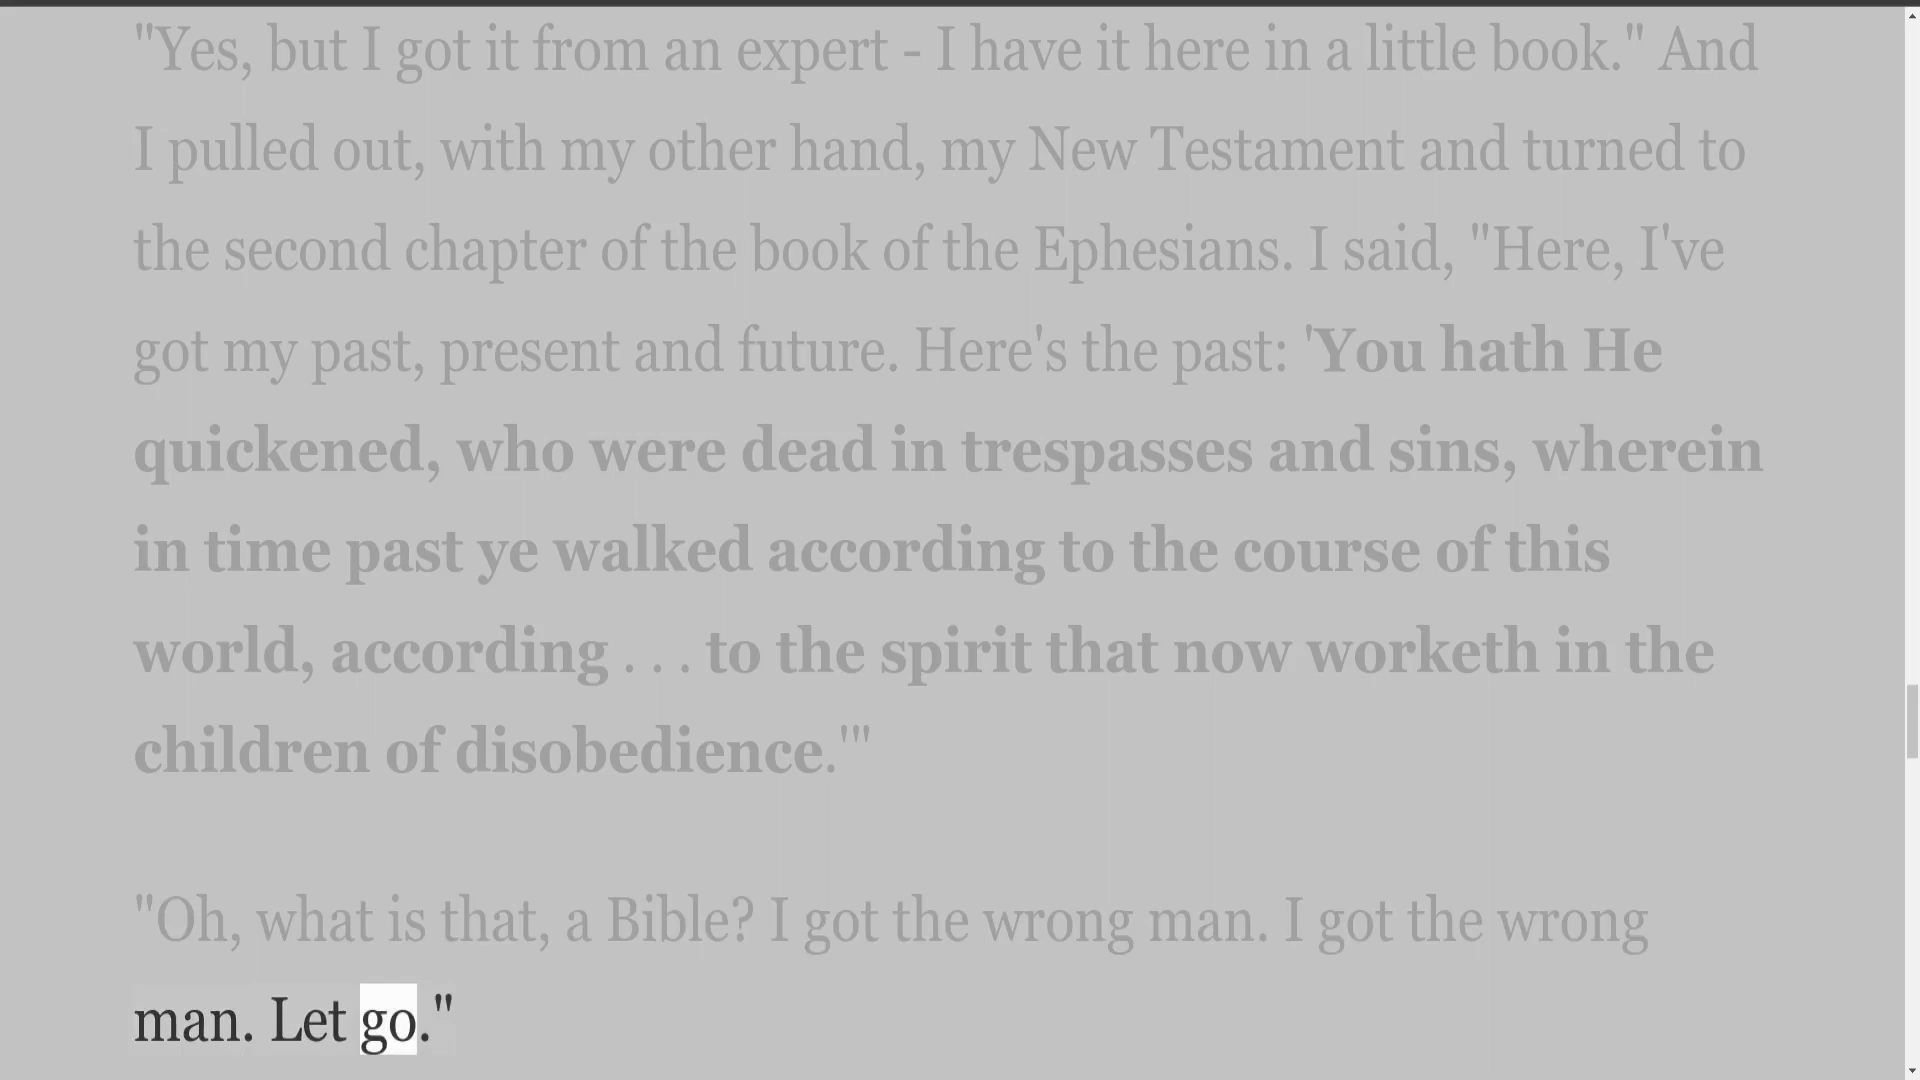 "Yes, but I got it from an expert - I have it here in a little book." And
I pulled out, with my other hand, my New Testament and turned to
the second chapter of the book of the Ephesians. I said, "Here, I've
got my past, present and future. Here's the past: 'You hath He
quickened, who were dead in trespasses and sins, wherein
in time past ye walked according to the course of this
world, according . . . to the spirit that now worketh in the
children of disobedience.'"
"Oh, what is that, a Bible? I got the wrong man. I got the wrong
man. Let go."